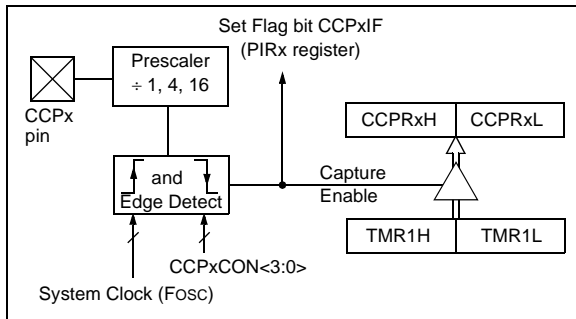 Set Flag bit CCPxIF
(PIRx register)
Prescaler
÷ 1, 4, 16
CCPx
pin
CCPRxH
CCPRxL
and
Edge Detect
Capture
Enable
TMR1H
TMR1L
CCPxCON<3:0>
System Clock (FOSC)